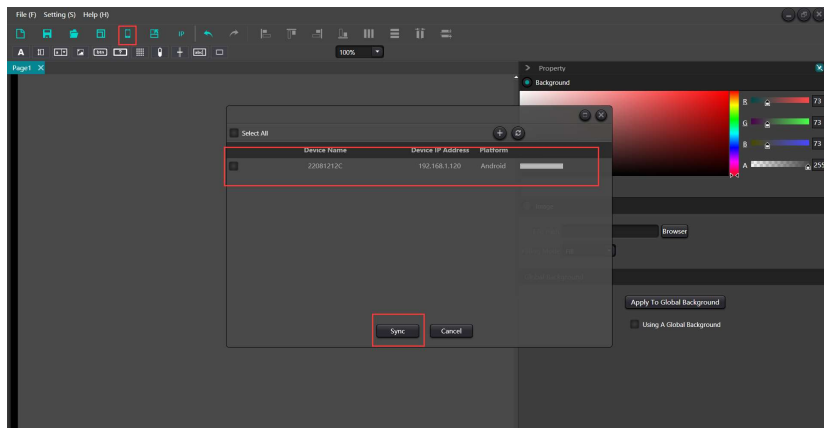 File (F) Setting (S) Help (H)
IP
A
100%
Page1 X
> Property
Background
R 73
G 73
B 73
A 255
Select All
Device Name Device IP Address Platform
22081212C 192.168.1.120 Android
Browser
Apply To Global Background
Using A Global Background
Sync Cancel